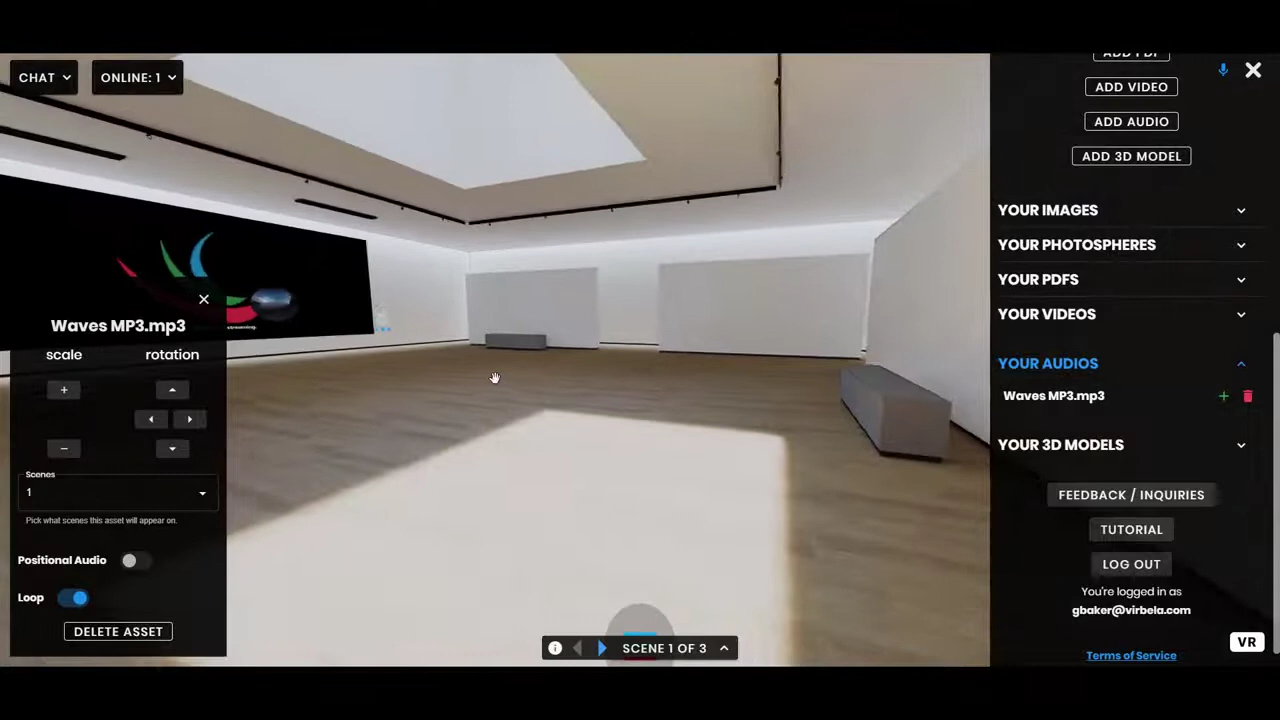 CHAT
ONLINE: 1
ADD PDF
ADD VIDEO
ADD AUDIO
ADD 3D MODEL
YOUR IMAGES
YOUR PHOTOSPHERES
YOUR PDFS
YOUR VIDEOS
YOUR AUDIOS
Waves MP3.mp3
YOUR 3D MODELS
FEEDBACK / INQUIRIES
TUTORIAL
LOG OUT
You're logged in as
gbaker@virbela.com
VR
Terms of Service
Waves MP3.mp3
scale
rotation
Scenes
1
Pick what scenes this asset will appear on.
Positional Audio
Loop
DELETE ASSET
SCENE 1 OF 3